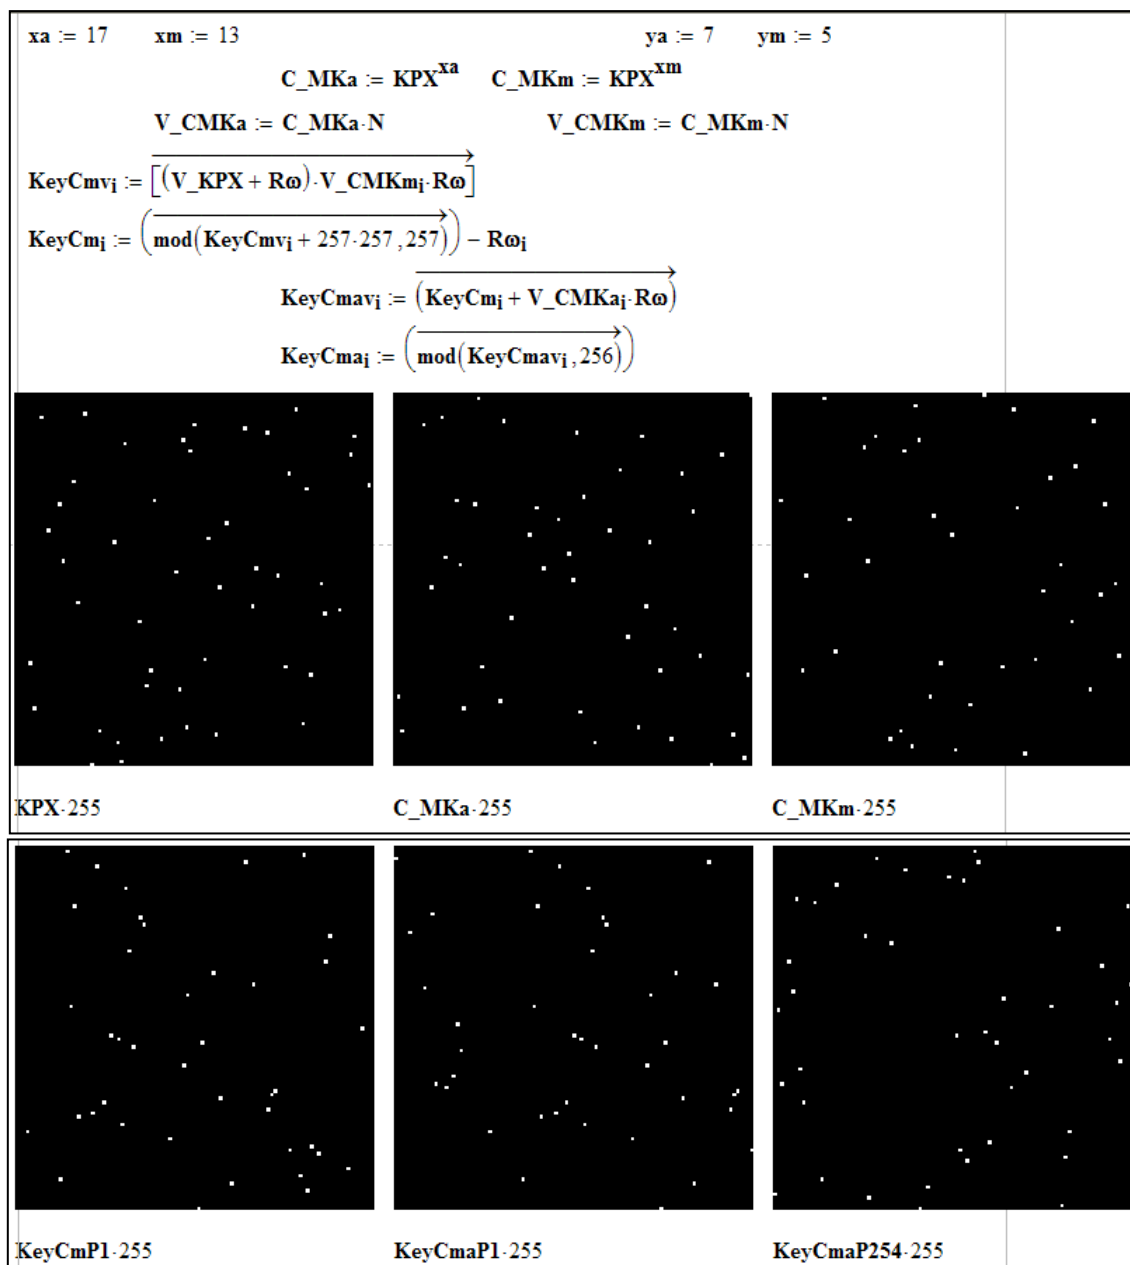 xa := 17 xm := 13 ya := 7 ym := 5
C_MKa := KPX^xa C_MKm := KPX^xm
V_CMKa := C_MKa·N V_CMKm := C_MKm·N
KeyCmv_i := [(V_KPX + Rω)·V_CMKm_i·Rω]
KeyCm_i := (mod(KeyCmv_i + 257·257, 257)) − Rω_i
KeyCmav_i := (KeyCm_i + V_CMKa_i·Rω)
KeyCma_i := (mod(KeyCmav_i, 256))
KPX·255 C_MKa·255 C_MKm·255
KeyCmP1·255 KeyCmaP1·255 KeyCmaP254·255